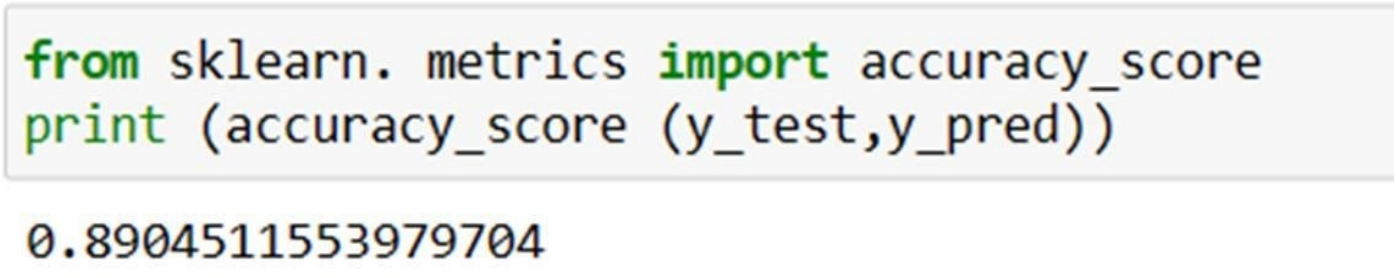 from sklearn. metrics import accuracy_score
print (accuracy_score (y_test,y_pred))
0.8904511553979704